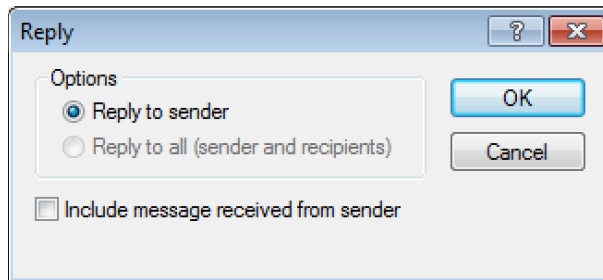 Reply
?
Options
Reply to sender
Reply to all (sender and recipients)
Include message received from sender
OK
Cancel